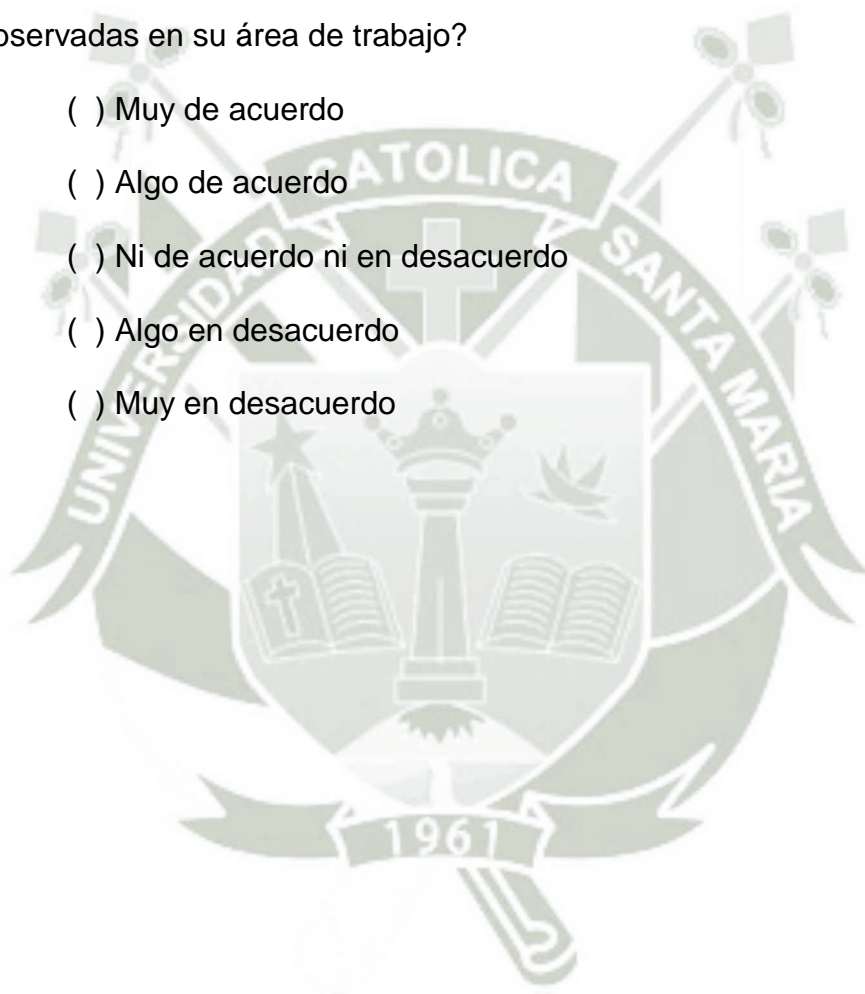 observadas en su área de trabajo?
( ) Muy de acuerdo
( ) Algo de acuerdo
( ) Ni de acuerdo ni en desacuerdo
( ) Algo en desacuerdo
( ) Muy en desacuerdo
UNIVERSIDAD CATOLICA SANTA MARIA
1961